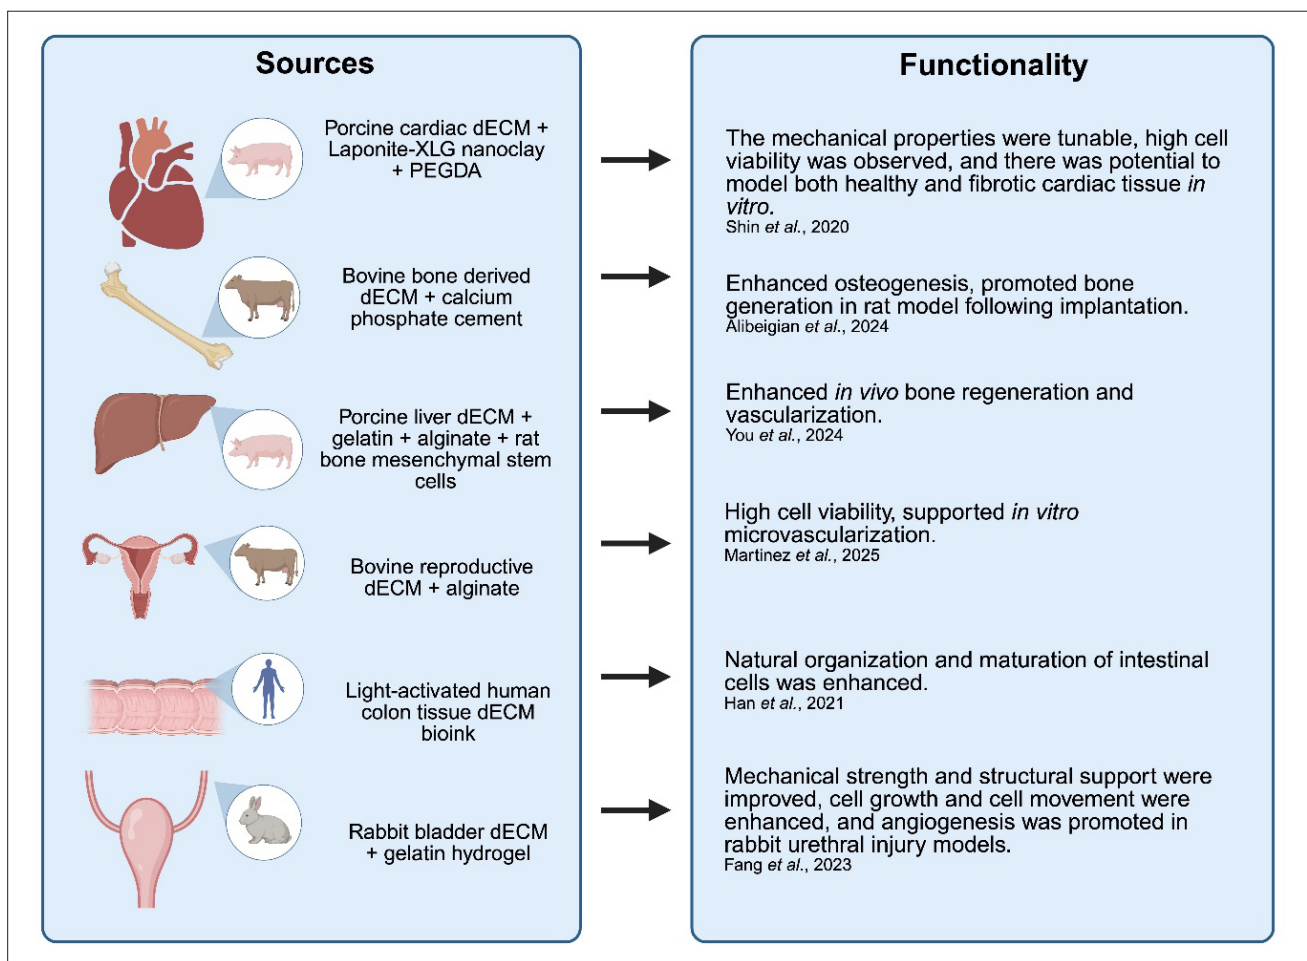 Sources
Porcine cardiac dECM +
Laponite-XLG nanoclay
+ PEGDA
Bovine bone derived
dECM + calcium
phosphate cement
Porcine liver dECM +
gelatin + alginate + rat
bone mesenchymal stem
cells
Bovine reproductive
dECM + alginate
Light-activated human
colon tissue dECM
bioink
Rabbit bladder dECM
+ gelatin hydrogel
Functionality
The mechanical properties were tunable, high cell
viability was observed, and there was potential to
model both healthy and fibrotic cardiac tissue in
vitro.
Shin et al., 2020
Enhanced osteogenesis, promoted bone
generation in rat model following implantation.
Alibeigian et al., 2024
Enhanced in vivo bone regeneration and
vascularization.
You et al., 2024
High cell viability, supported in vitro
microvascularization.
Martinez et al., 2025
Natural organization and maturation of intestinal
cells was enhanced.
Han et al., 2021
Mechanical strength and structural support were
improved, cell growth and cell movement were
enhanced, and angiogenesis was promoted in
rabbit urethral injury models.
Fang et al., 2023